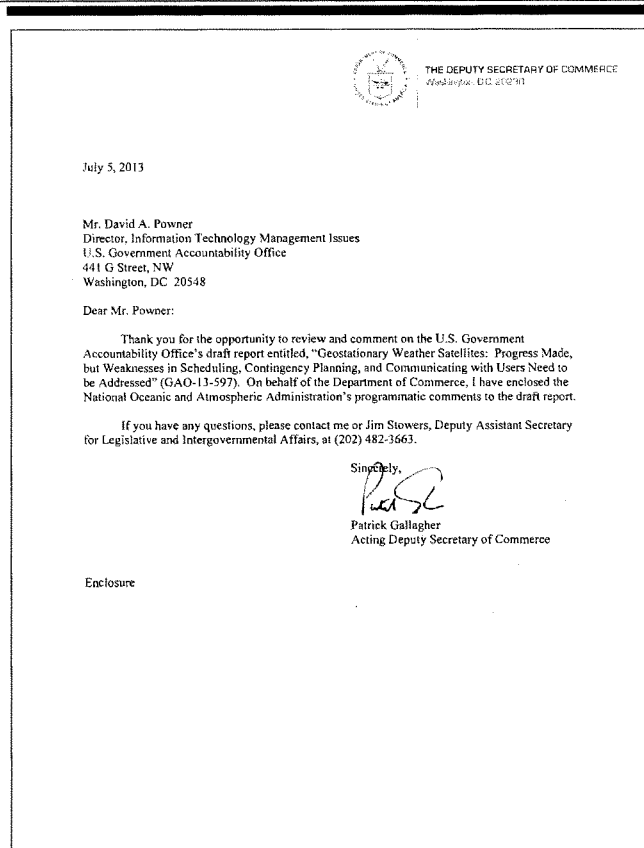 THE DEPUTY SECRETARY OF COMMERCE
Washington, D.C. 20230
July 5, 2013
Mr. David A. Powner
Director, Information Technology Management Issues
U.S. Government Accountability Office
441 G Street, NW
Washington, DC 20548
Dear Mr. Powner:
Thank you for the opportunity to review and comment on the U.S. Government
Accountability Office's draft report entitled, "Geostationary Weather Satellites: Progress Made,
but Weaknesses in Scheduling, Contingency Planning, and Communicating with Users Need to
be Addressed" (GAO-13-597). On behalf of the Department of Commerce, I have enclosed the
National Oceanic and Atmospheric Administration's programmatic comments to the draft report.
If you have any questions, please contact me or Jim Stowers, Deputy Assistant Secretary
for Legislative and Intergovernmental Affairs, at (202) 482-3663.
Sincerely,
Patrick Gallagher
Acting Deputy Secretary of Commerce
Enclosure